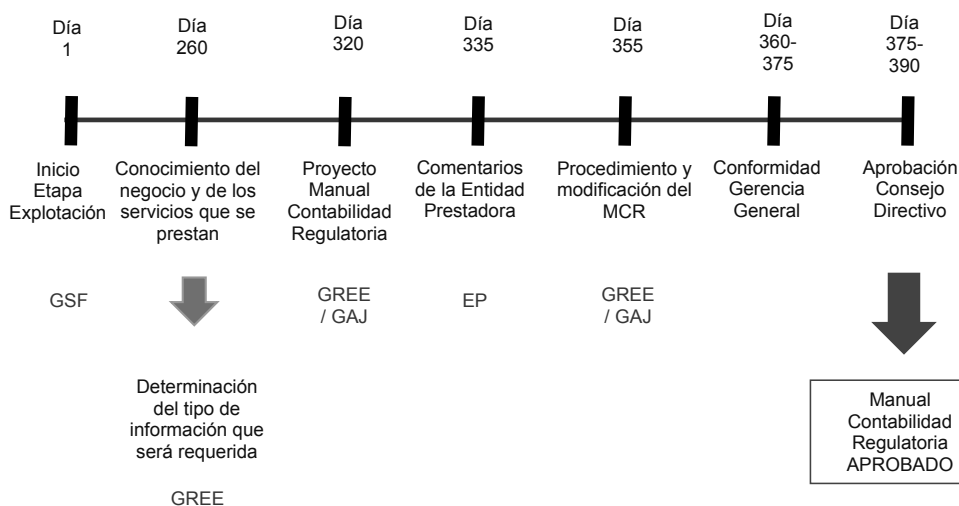 Día
1
Día
260
Día
320
Día
335
Día
355
Día
360-
375
Día
375-
390
Inicio
Etapa
Explotación
Conocimiento del
negocio y de los
servicios que se
prestan
Proyecto
Manual
Contabilidad
Regulatoria
Comentarios
de la Entidad
Prestadora
Procedimiento y
modificación del
MCR
Conformidad
Gerencia
General
Aprobación
Consejo
Directivo
GSF
GREE
/ GAJ
EP
GREE
/ GAJ
Determinación
del tipo de
información que
será requerida
GREE
Manual
Contabilidad
Regulatoria
APROBADO